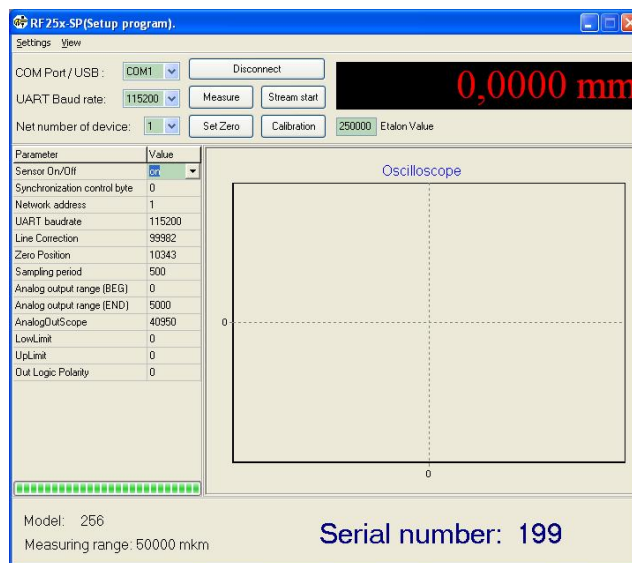 RF25x-SP(Setup program).
Settings View
COM Port / USB : COM1 Disconnect
0,0000 mm
UART Baud rate: 115200 Measure Stream start
Net number of device: 1 Set Zero Calibration 250000 Etalon Value
Parameter Value
Sensor On/Off on
Synchronization control byte 0
Network address 1
UART baudrate 115200
Line Correction 99982
Zero Position 10343
Sampling period 500
Analog output range (BEG) 0
Analog output range (END) 5000
AnalogOutScope 40950
LowLimit 0
UpLimit 0
Out Logic Polarity 0
Oscilloscope
0
0
Model: 256
Measuring range: 50000 mkm
Serial number: 199